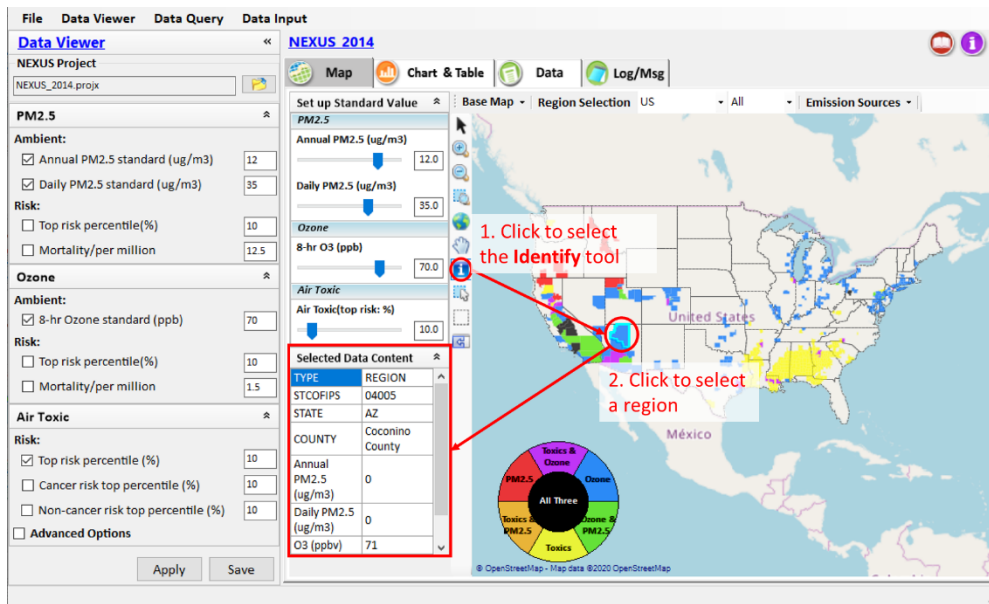 File Data Viewer Data Query Data Input
Data Viewer «
NEXUS Project
NEXUS_2014.projx
PM2.5
Ambient:
Annual PM2.5 standard (ug/m3) 12
Daily PM2.5 standard (ug/m3) 35
Risk:
Top risk percentile(%) 10
Mortality/per million 12.5
Ozone
Ambient:
8-hr Ozone standard (ppb) 70
Risk:
Top risk percentile(%) 10
Mortality/per million 1.5
Air Toxic
Risk:
Top risk percentile (%) 10
Cancer risk top percentile (%) 10
Non-cancer risk top percentile (%) 10
Advanced Options
Apply Save
NEXUS_2014
Map Chart & Table Data Log/Msg
Set up Standard Value
PM2.5
Annual PM2.5 (ug/m3)
12.0
Daily PM2.5 (ug/m3)
35.0
Ozone
8-hr O3 (ppb)
70.0
Air Toxic
Air Toxic(top risk: %)
10.0
Selected Data Content
TYPE REGION
STCOFIPS 04005
STATE AZ
COUNTY Coconino
County
Annual
PM2.5 0
(ug/m3)
Daily PM2.5 0
(ug/m3)
O3 (ppbv) 71
Base Map Region Selection US All Emission Sources
1. Click to select
the Identify tool
United States
2. Click to select
a region
México
Toxics &
Ozone
PM2.5 Ozone
All Three
Toxics &
PM2.5
Ozone &
PM2.5
Toxics
© OpenStreetMap - Map data ©2020 OpenStreetMap